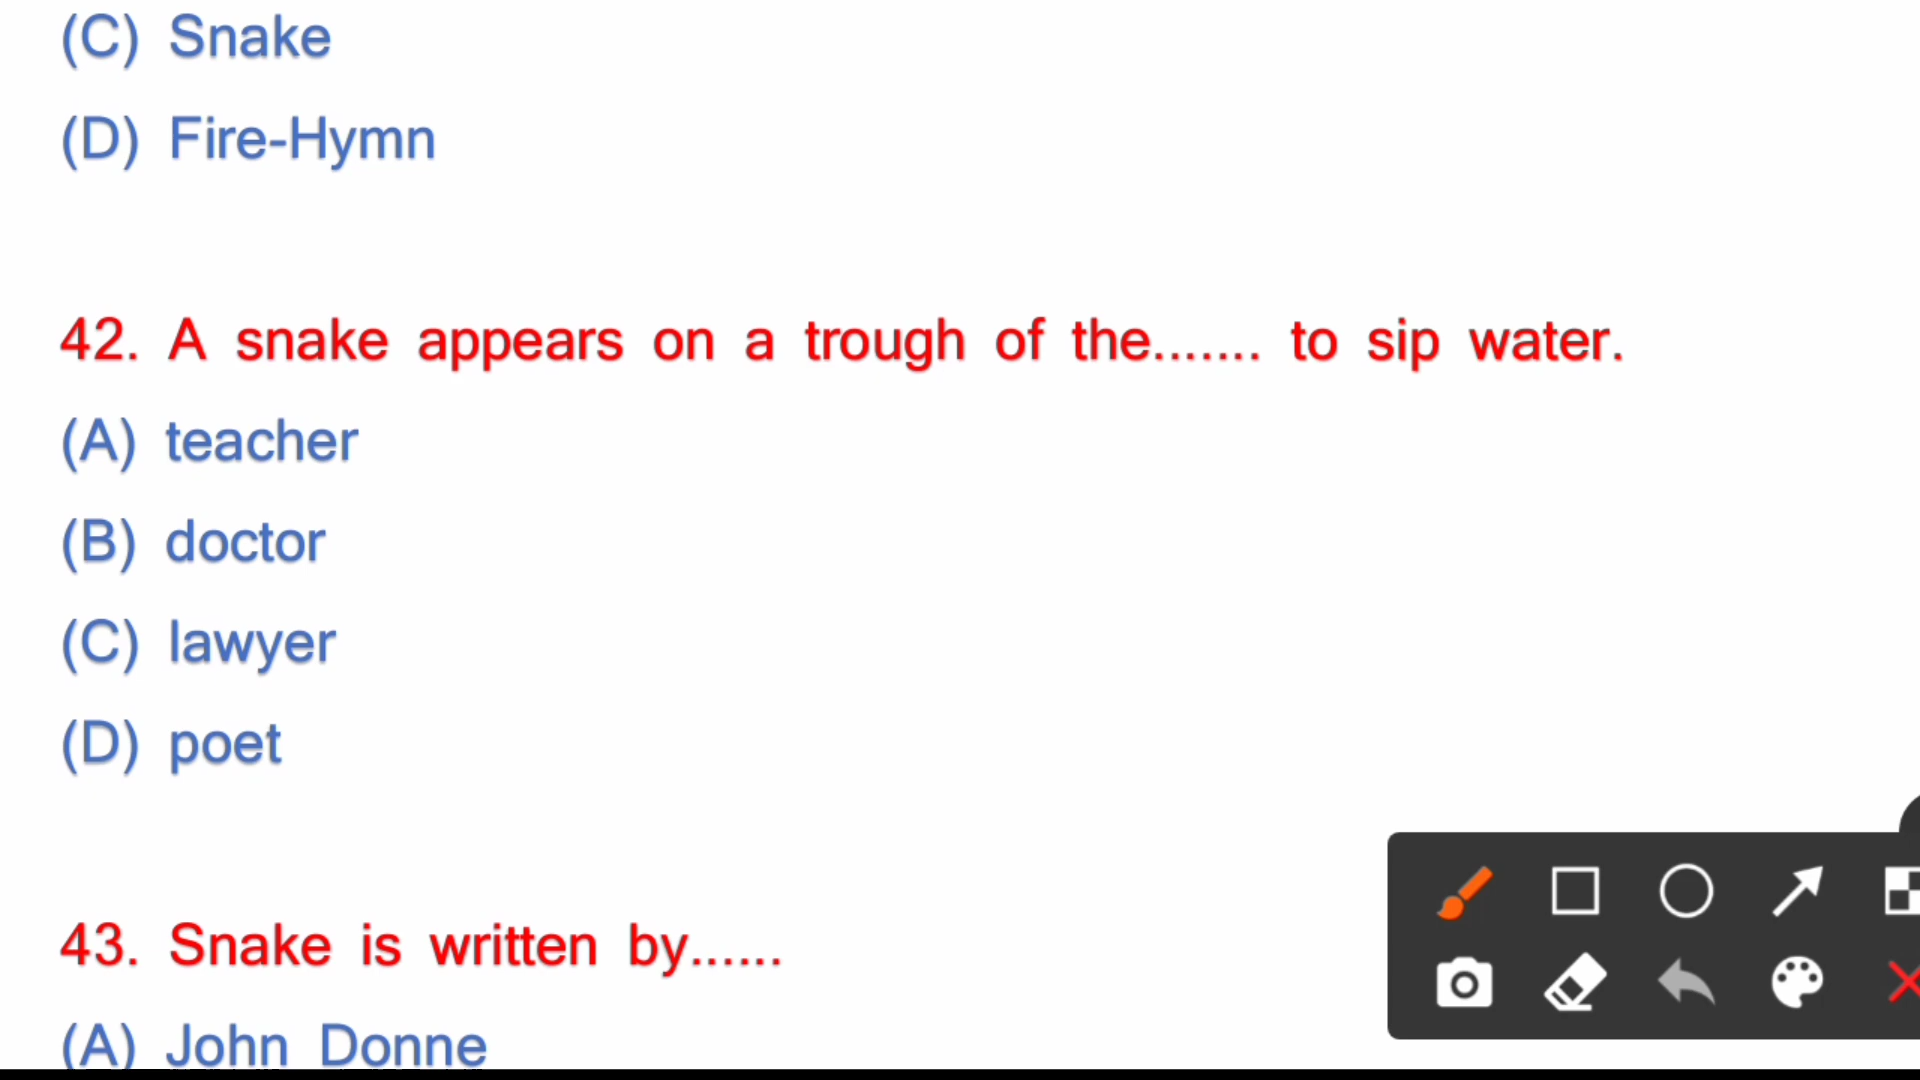 (C) Snake
(D) Fire-Hymn
42. A snake appears on a trough of the....... to sip water.
(A) teacher
(B) doctor
(C) lawyer
(D) poet
43. Snake is written by......
(A) John Donne